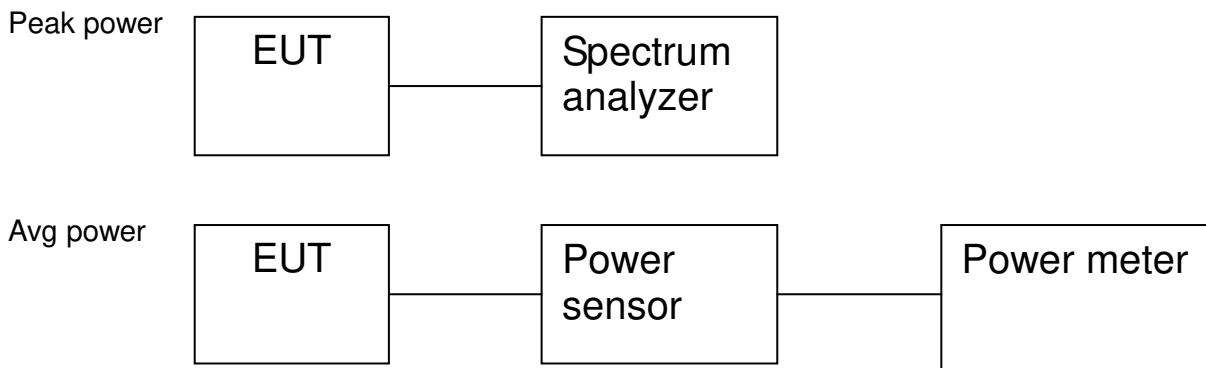 Peak power
EUT
Spectrum
analyzer
Avg power
EUT
Power
sensor
Power meter